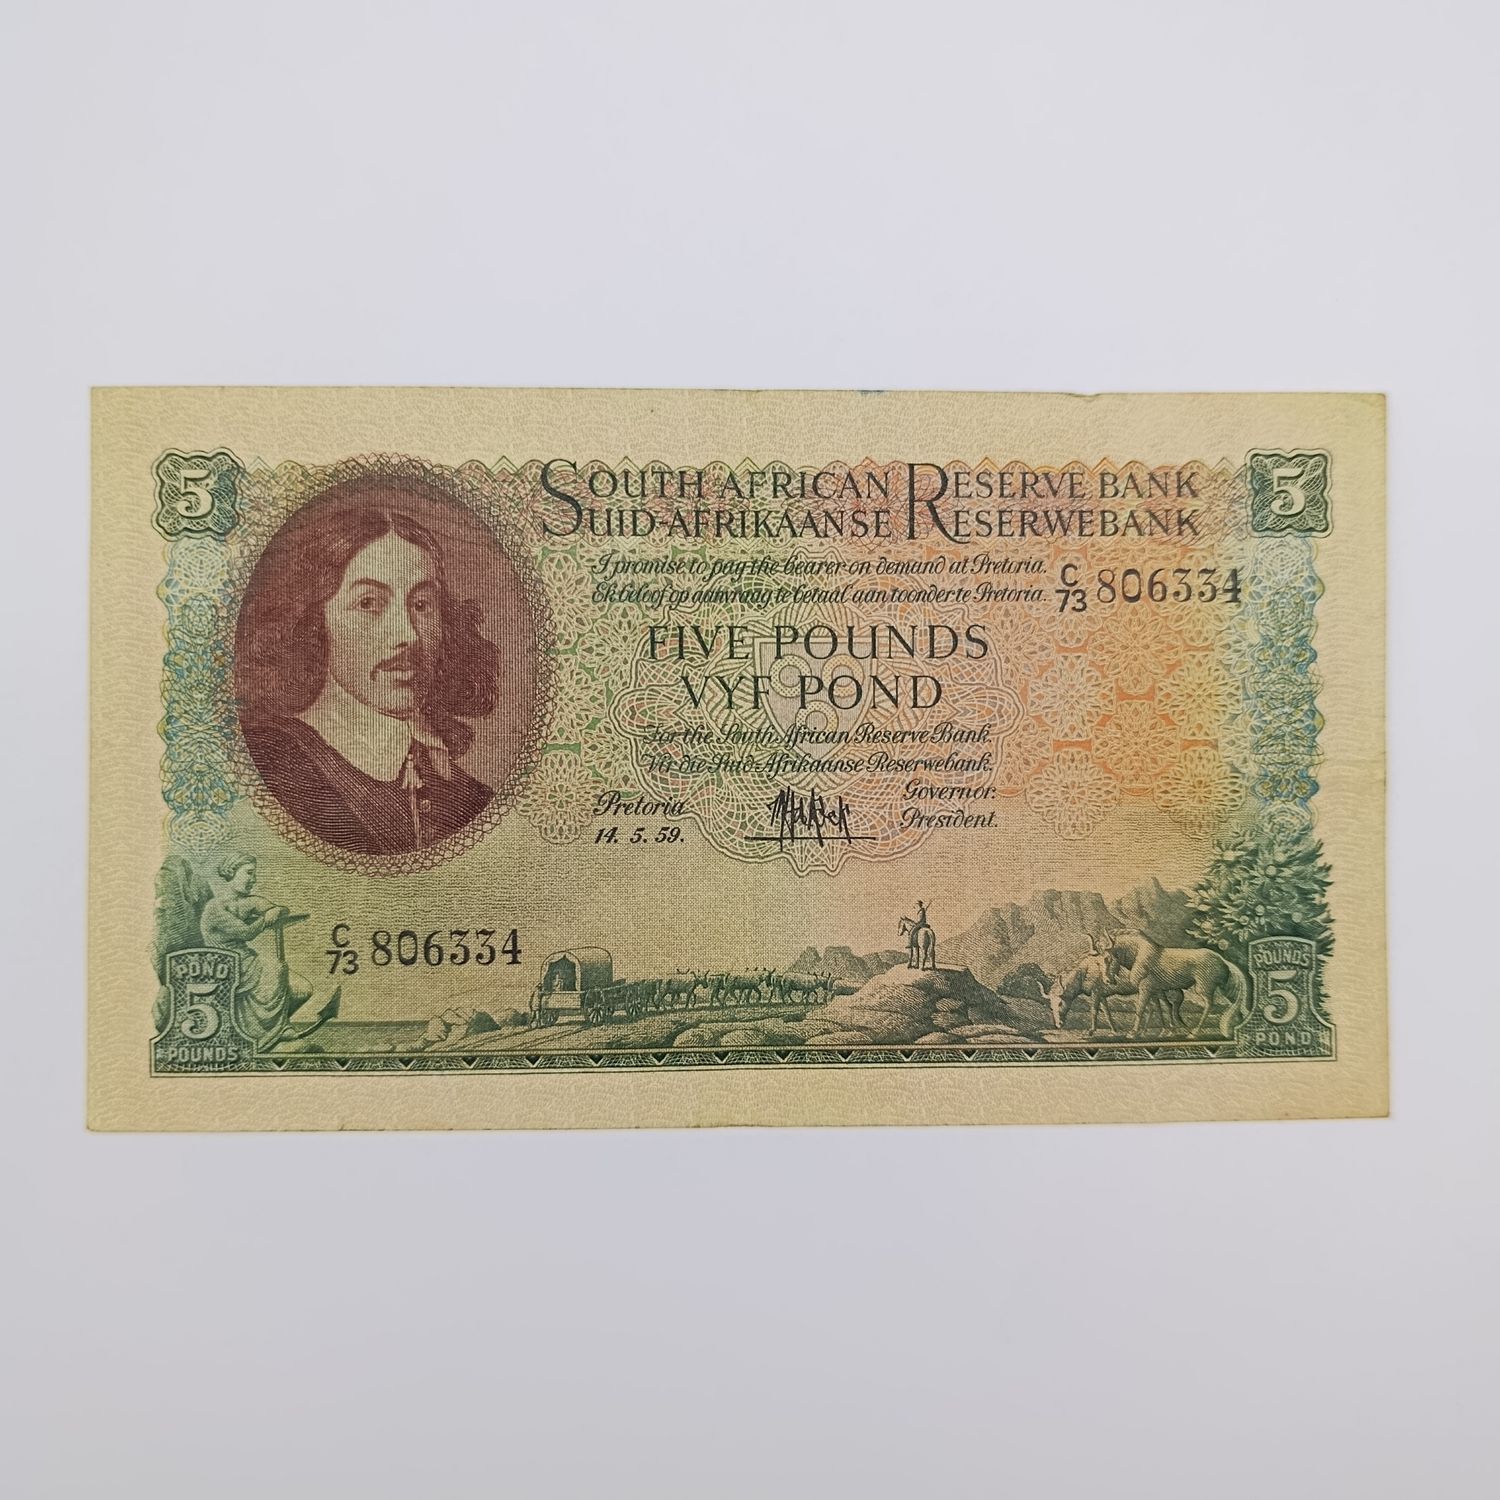 5
5
SOUTH AFRICAN RESERVE BANK
SUID-AFRIKAANSE RESERWEBANK
I promise to pay the bearer on demand at Pretoria.
Ek beloof op aanvraag te betaal aan toonder te Pretoria.
C/73 806334
FIVE POUNDS
VYF POND
For the South African Reserve Bank.
Vir die Suid-Afrikaanse Reserwebank.
Pretoria
14. 5. 59.
Governor.
President.
C/73 806334
POND
5
POUNDS
POUNDS
5
POND